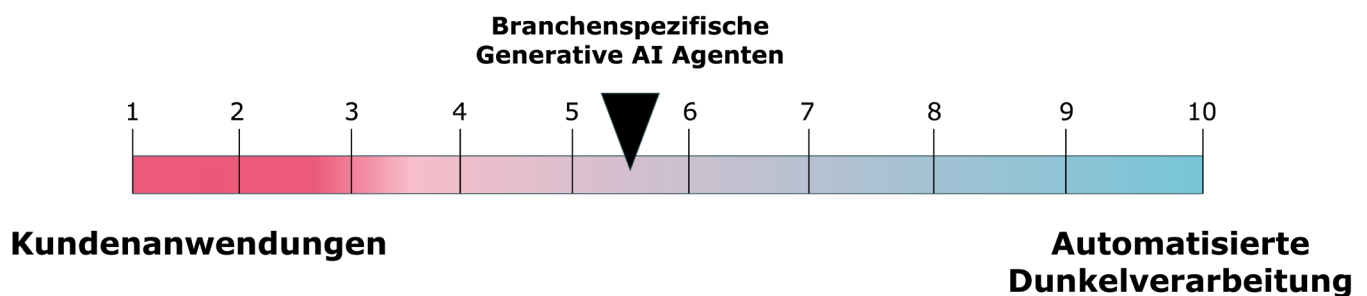 Branchenspezifische
Generative AI Agenten
1 2 3 4 5 6 7 8 9 10
Kundenanwendungen
Automatisierte
Dunkelverarbeitung